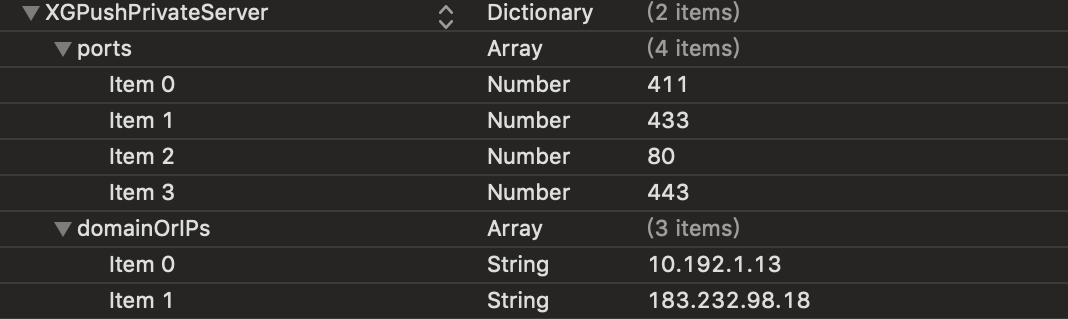 XGPushPrivateServer Dictionary (2 items)
ports Array (4 items)
Item 0 Number 411
Item 1 Number 433
Item 2 Number 80
Item 3 Number 443
domainOrIPs Array (3 items)
Item 0 String 10.192.1.13
Item 1 String 183.232.98.18